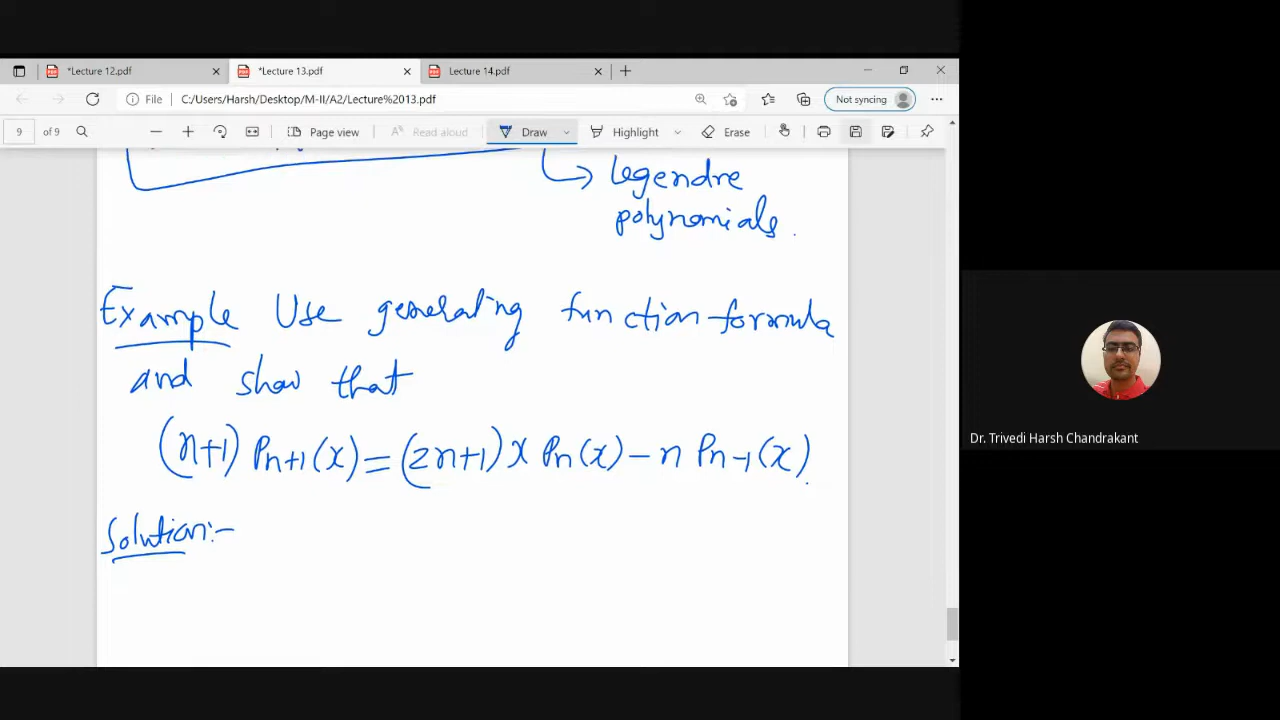 *Lecture 12.pdf
*Lecture 13.pdf
Lecture 14.pdf
File
C:/Users/Harsh/Desktop/M-II/A2/Lecture%2013.pdf
Not syncing
9 of 9
Page view
Read aloud
Draw
Highlight
Erase
Legendre
polynomials.
Example Use generating function formula
and show that
(n+1) Pn+1(x) = (2n+1) x Pn(x) - n Pn-1(x).
Solution:-
Dr. Trivedi Harsh Chandrakant